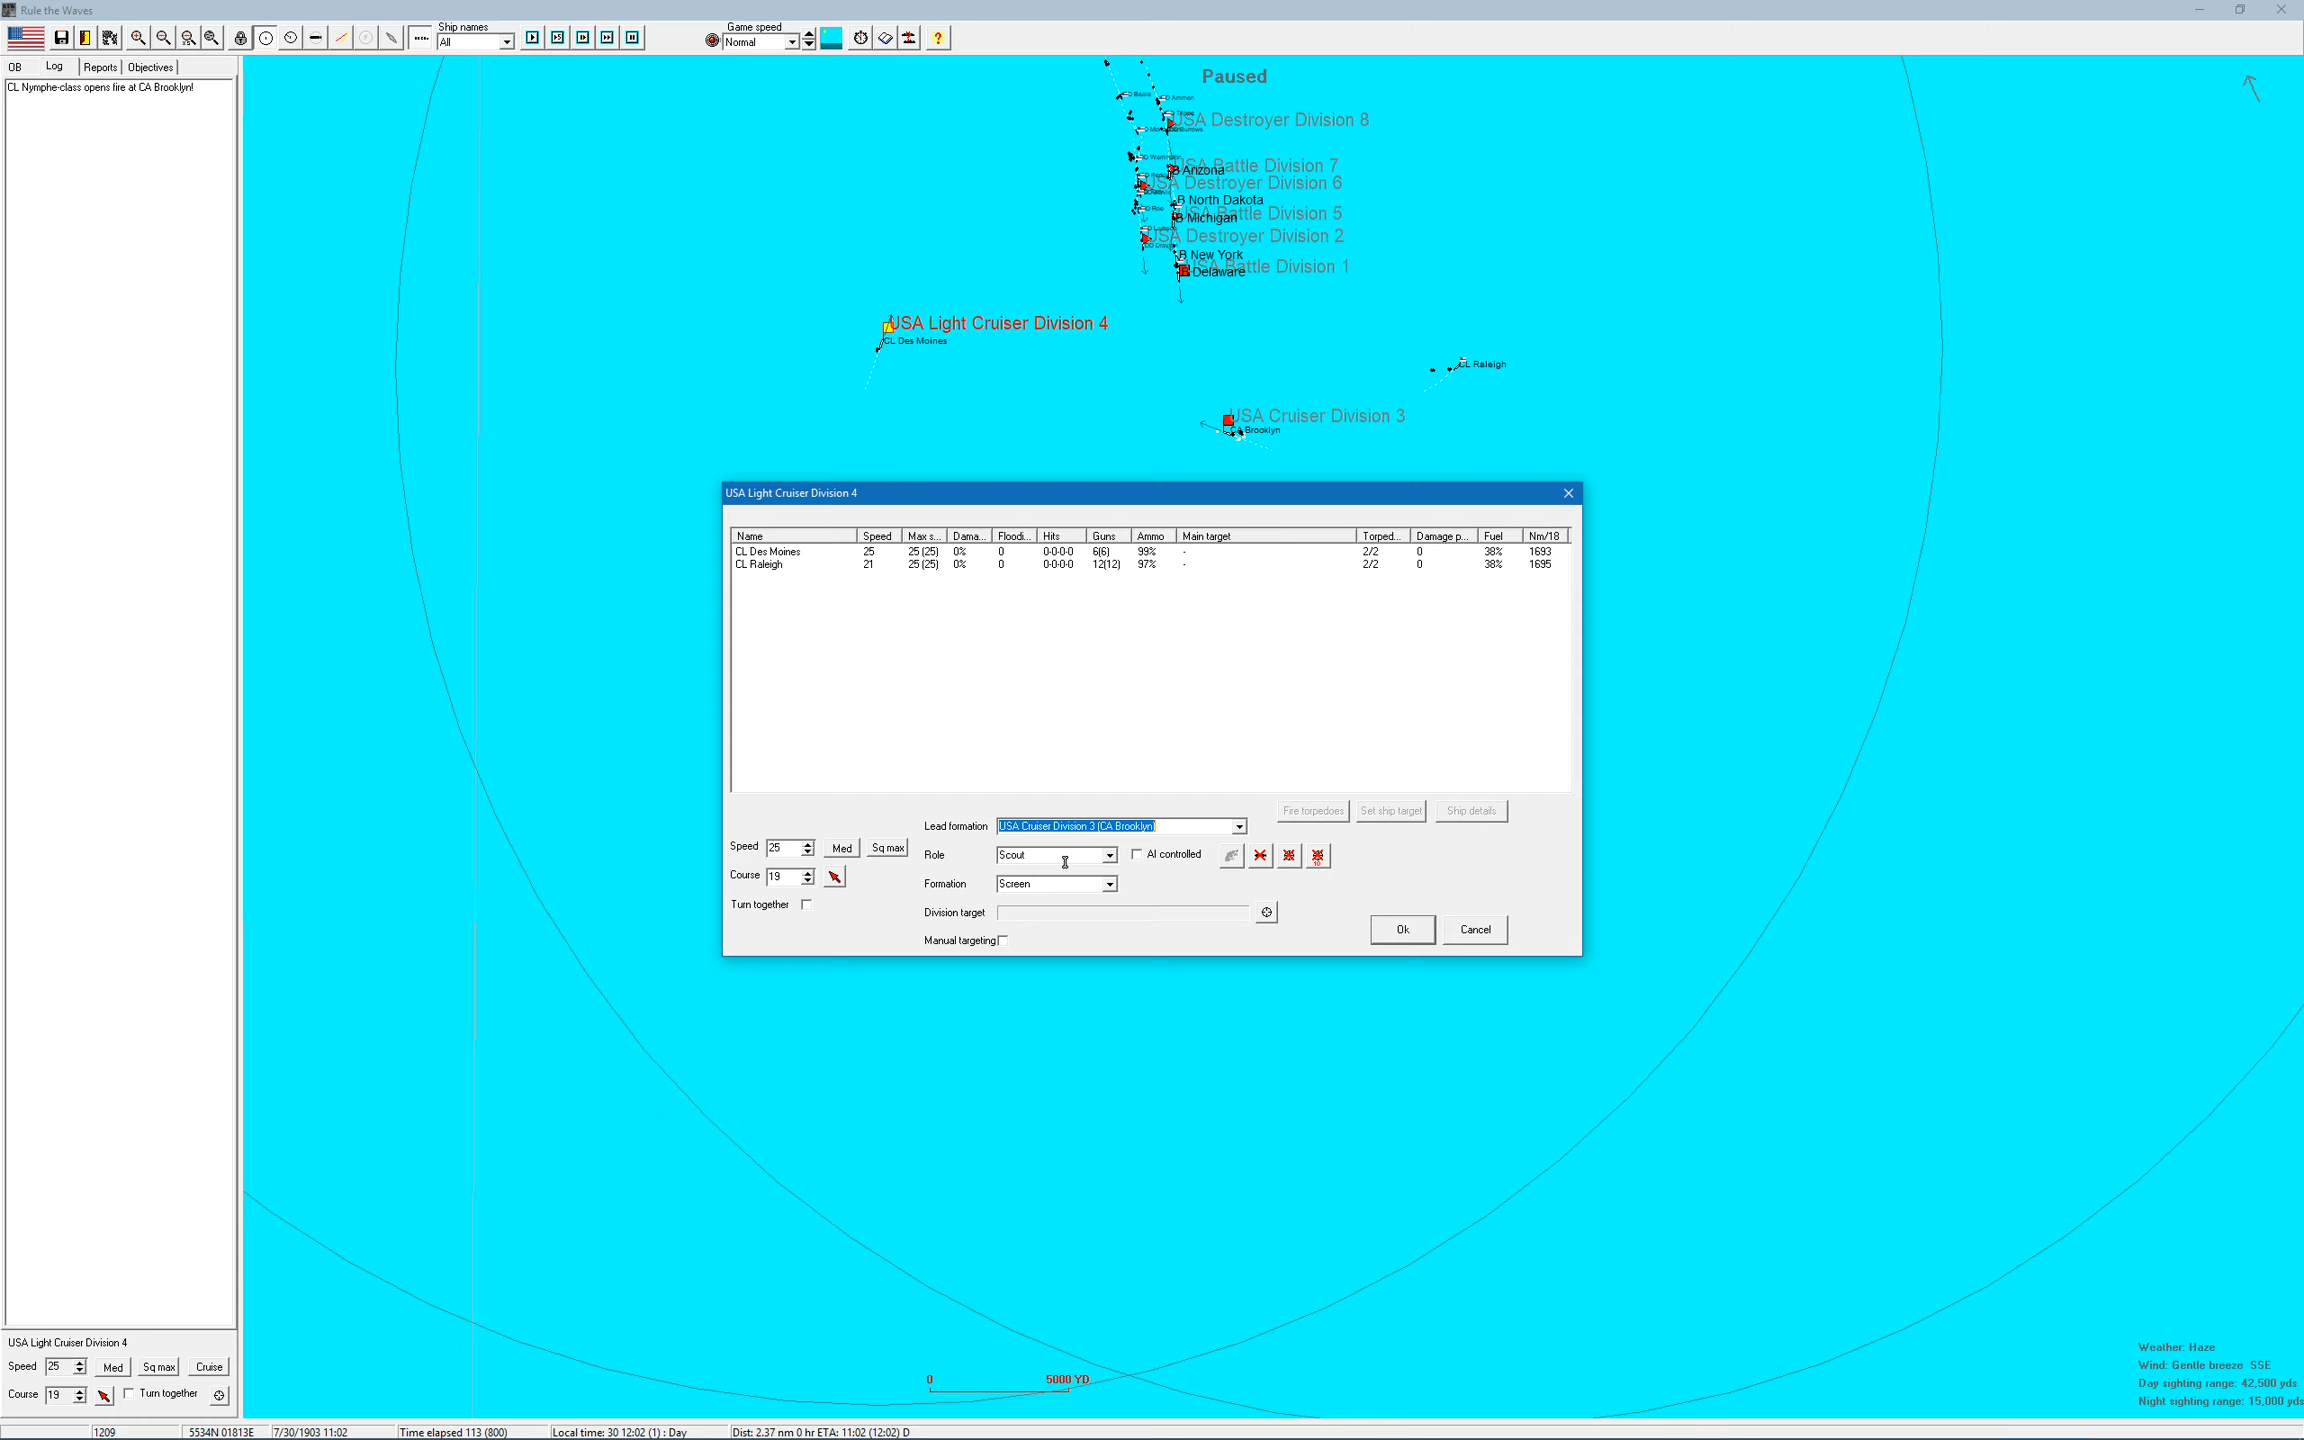 Rule the Waves
Ship names
All
Game speed
Normal
OB
Log
Reports
Objectives
CL Nymphe-class opens fire at CA Brooklyn!
Paused
D Ammen
USA Destroyer Division 8
USA Battle Division 7
B Arizona
USA Destroyer Division 6
B North Dakota
USA Battle Division 5
B Michigan
D Roe
USA Destroyer Division 2
B New York
USA Battle Division 1
B Delaware
USA Light Cruiser Division 4
CL Des Moines
CL Raleigh
USA Cruiser Division 3
CA Brooklyn
USA Light Cruiser Division 4
Name Speed Max s... Dama... Floodi... Hits Guns Ammo Main target Torped... Damage p... Fuel Nm/18
CL Des Moines 25 25 (25) 0% 0 0-0-0-0 6(6) 99% - 2/2 0 38% 1693
CL Raleigh 21 25 (25) 0% 0 0-0-0-0 12(12) 97% - 2/2 0 38% 1695
Fire torpedoes Set ship target Ship details
Lead formation USA Cruiser Division 3 (CA Brooklyn)
Speed 25 Med Sq max
Role Scout AI controlled
Course 19
Formation Screen
Turn together
Division target
Manual targeting
Ok Cancel
USA Light Cruiser Division 4
Speed 25 Med Sq max Cruise
Course 19 Turn together
0 5000 YD
Weather: Haze
Wind: Gentle breeze SSE
Day sighting range: 42,500 yds
Night sighting range: 15,000 yds
1209 5534N 01813E 7/30/1903 11:02 Time elapsed 113 (800) Local time: 30 12:02 (1) : Day Dist: 2.37 nm 0 hr ETA: 11:02 (12:02) D